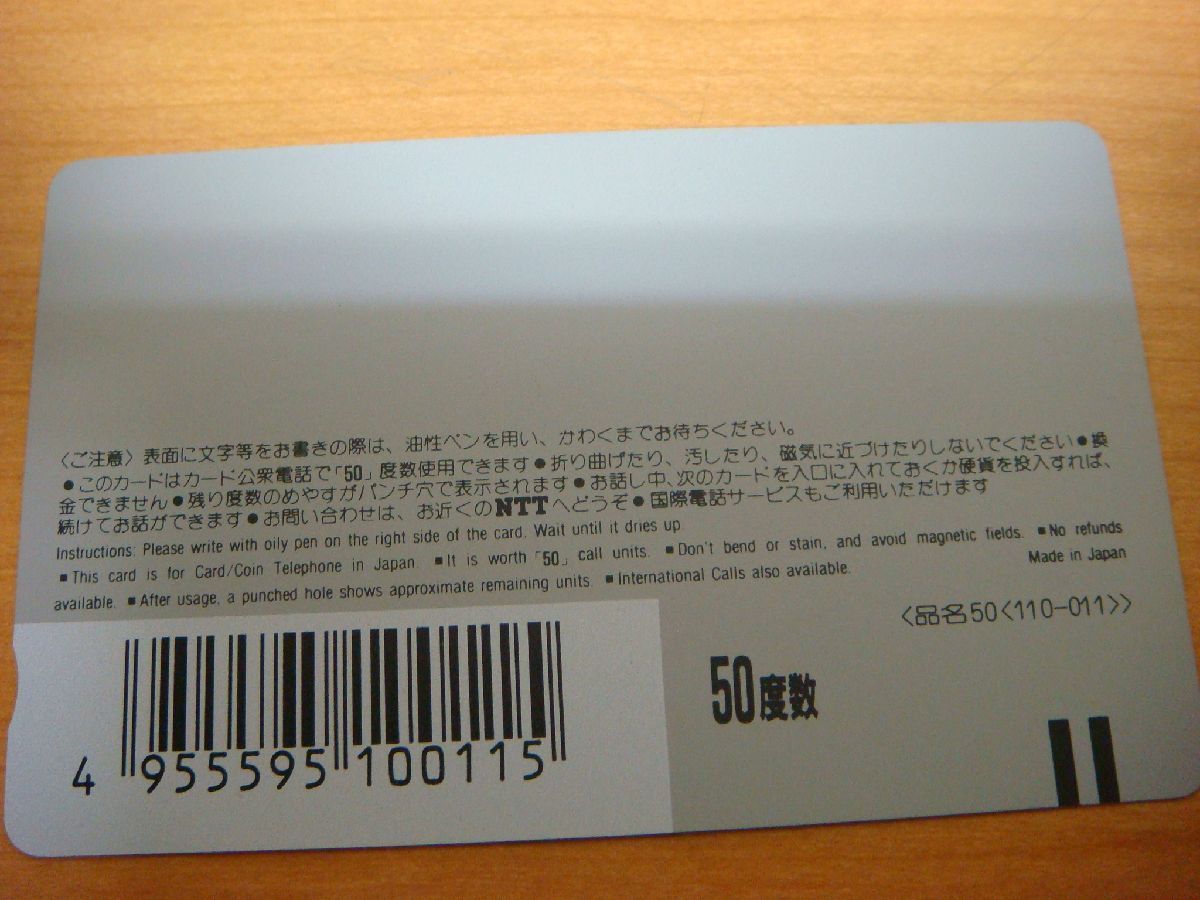 〈ご注意〉表面に文字等をお書きの際は、油性ペンを用い、かわくまでお待ちください。
●このカードはカード公衆電話で「50」度数使用できます●折り曲げたり、汚したり、磁気に近づけたりしないでください●換
金できません●残り度数のめやすがパンチ穴で表示されます●お話し中、次のカードを入口に入れておくか硬貨を投入すれば、
続けてお話ができます●お問い合わせは、お近くのNTTへどうぞ●国際電話サービスもご利用いただけます
Instructions: Please write with oily pen on the right side of the card. Wait until it dries up.
■This card is for Card/Coin Telephone in Japan. ■It is worth「50」call units. ■Don't bend or stain, and avoid magnetic fields. ■No refunds
available. ■After usage, a punched hole shows approximate remaining units. ■International Calls also available.
Made in Japan
〈品名50〈110-011〉〉
50度数
4 955595 100115